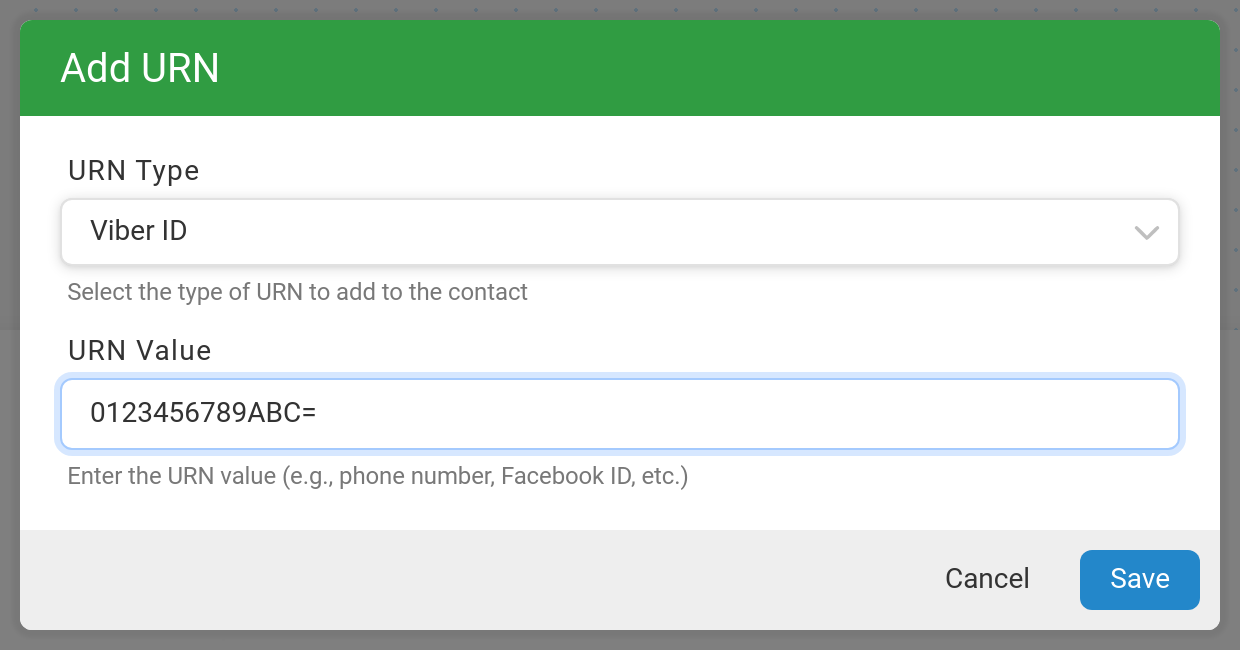 Add URN
URN Type
Viber ID
Select the type of URN to add to the contact
URN Value
0123456789ABC=
Enter the URN value (e.g., phone number, Facebook ID, etc.)
Cancel Save